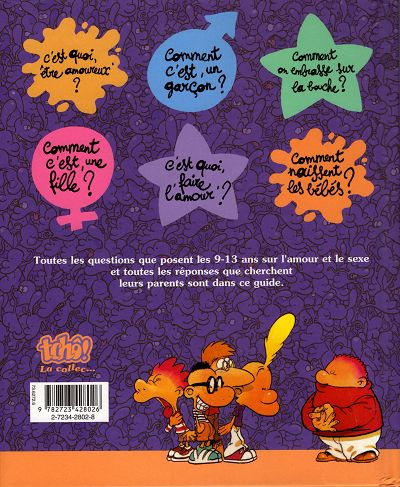 C'est quoi,
"être amoureux"
?
Comment
c'est, un
garçon ?
Comment
on embrasse sur
la bouche ?
Comment
c'est, une
fille ?
C'est quoi,
"faire
l'amour" ?
Comment
naissent
les bébés ?
Toutes les questions que posent les 9-13 ans sur l'amour et le sexe
et toutes les réponses que cherchent
leurs parents sont dans ce guide.
tchô!
La collec...
9 782723 428026
2-7234-2802-8